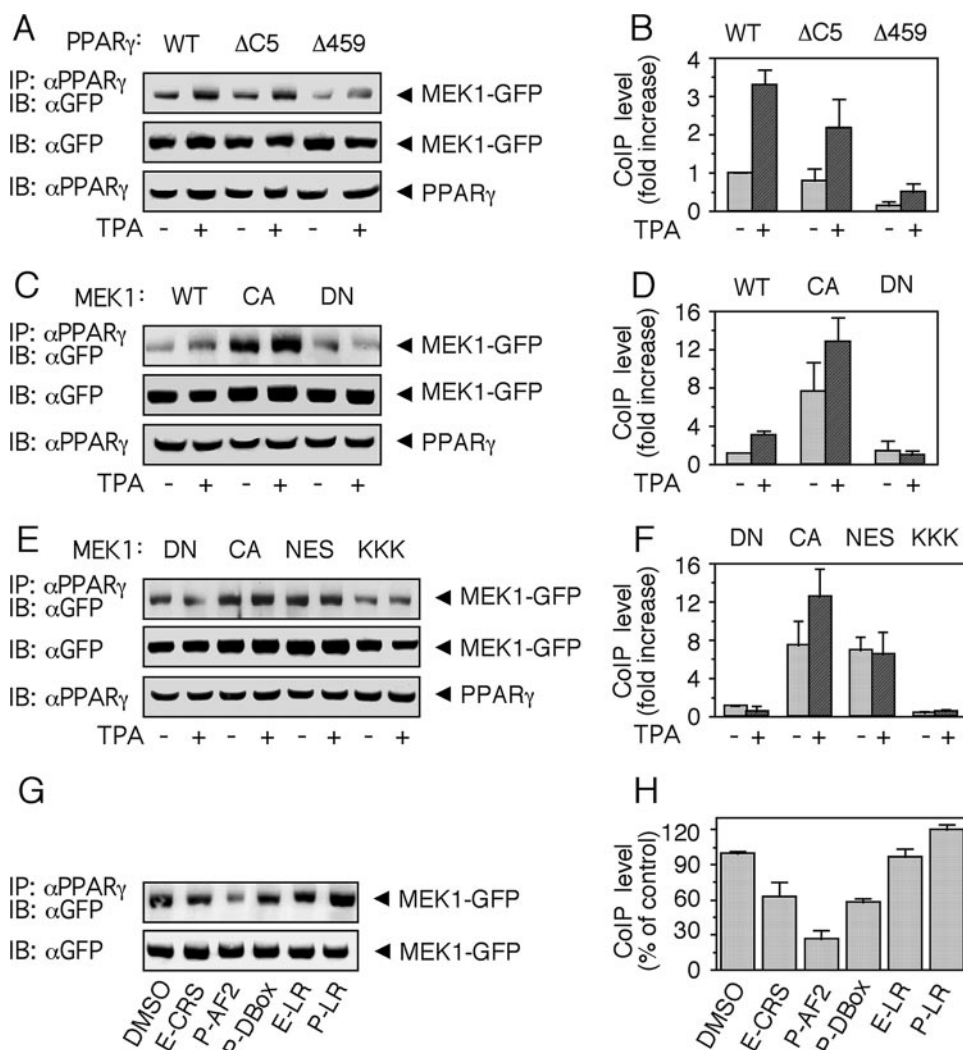 A
PPARγ: WT ΔC5 Δ459
IP: αPPARγ
IB: αGFP
MEK1-GFP
IB: αGFP
MEK1-GFP
IB: αPPARγ
PPARγ
TPA - + - + - +
B
WT ΔC5 Δ459
CoIP level
(fold increase)
4
3
2
1
0
TPA - + - + - +
C
MEK1: WT CA DN
IP: αPPARγ
IB: αGFP
MEK1-GFP
IB: αGFP
MEK1-GFP
IB: αPPARγ
PPARγ
TPA - + - + - +
D
WT CA DN
CoIP level
(fold increase)
16
12
8
4
0
TPA - + - + - +
E
MEK1: DN CA NES KKK
IP: αPPARγ
IB: αGFP
MEK1-GFP
IB: αGFP
MEK1-GFP
IB: αPPARγ
PPARγ
TPA - + - + - + - +
F
DN CA NES KKK
CoIP level
(fold increase)
16
12
8
4
0
TPA - + - + - + - +
G
IP: αPPARγ
IB: αGFP
MEK1-GFP
IB: αGFP
MEK1-GFP
DMSO
E-CRS
P-AF2
P-DBox
E-LR
P-LR
H
CoIP level
(% of control)
120
90
60
30
0
DMSO
E-CRS
P-AF2
P-DBox
E-LR
P-LR